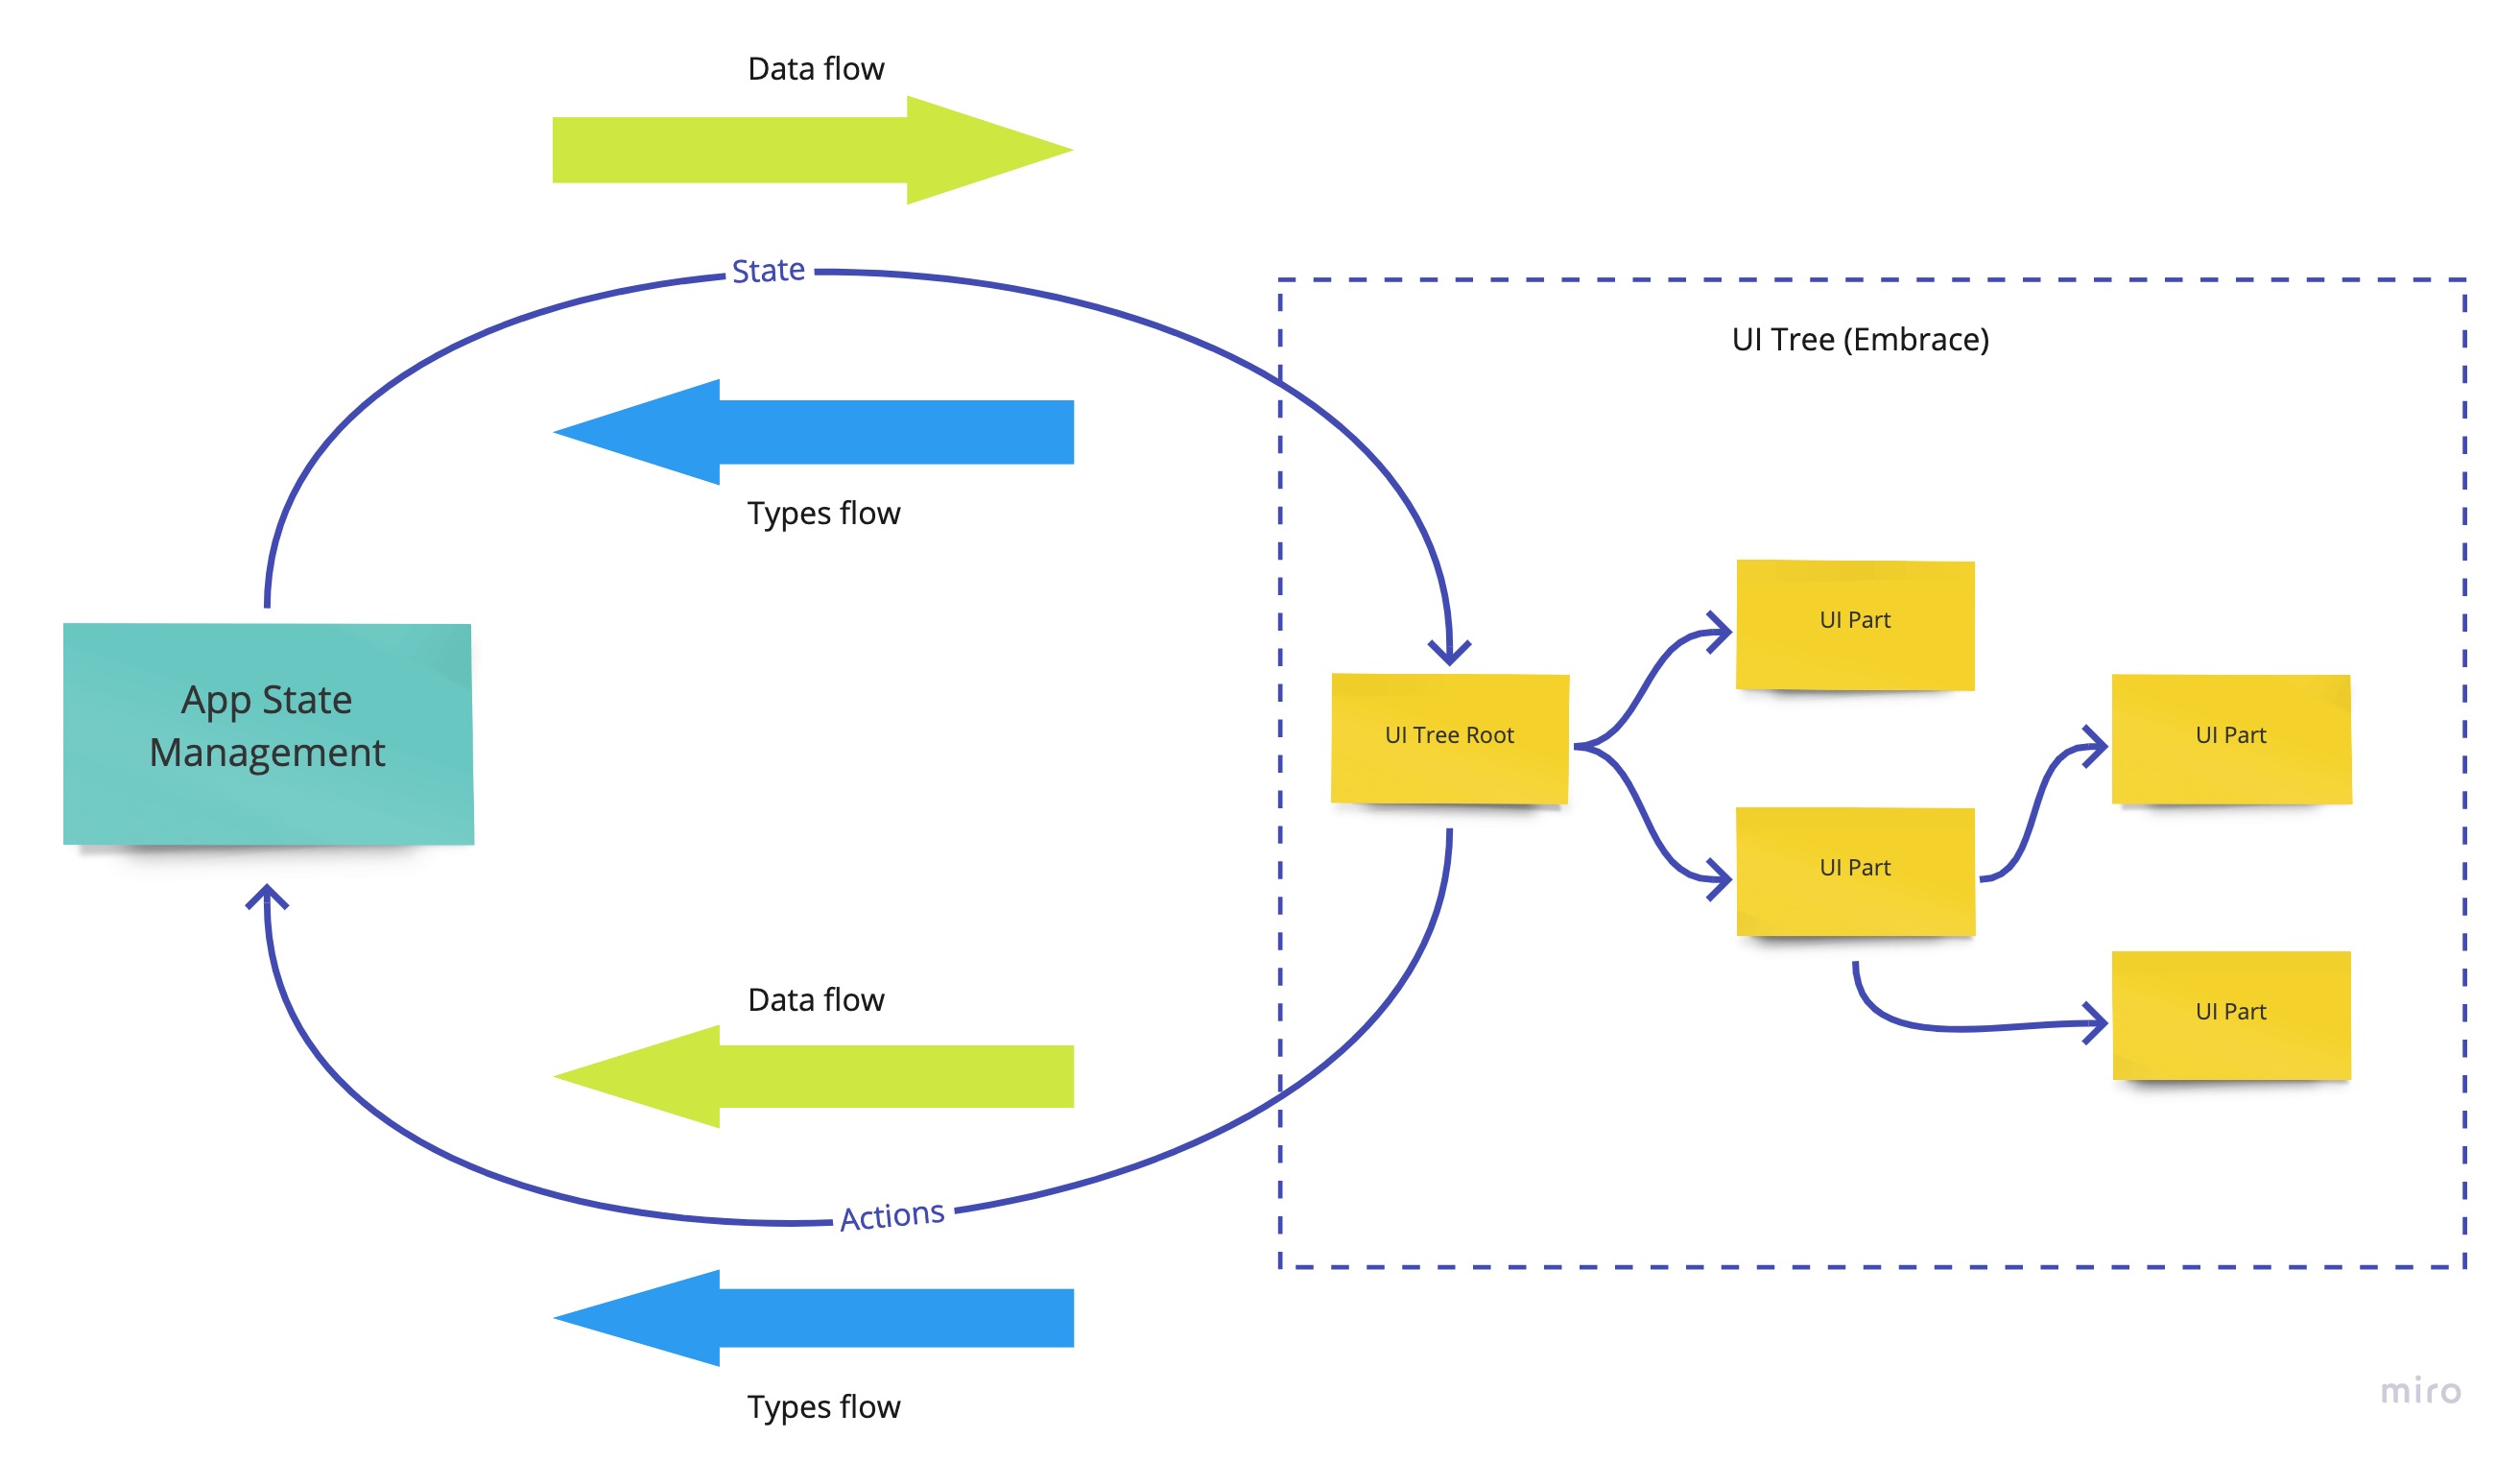 Data flow
State
UI Tree (Embrace)
Types flow
UI Part
App State
Management
UI Tree Root
UI Part
UI Part
UI Part
Data flow
Actions
Types flow
miro